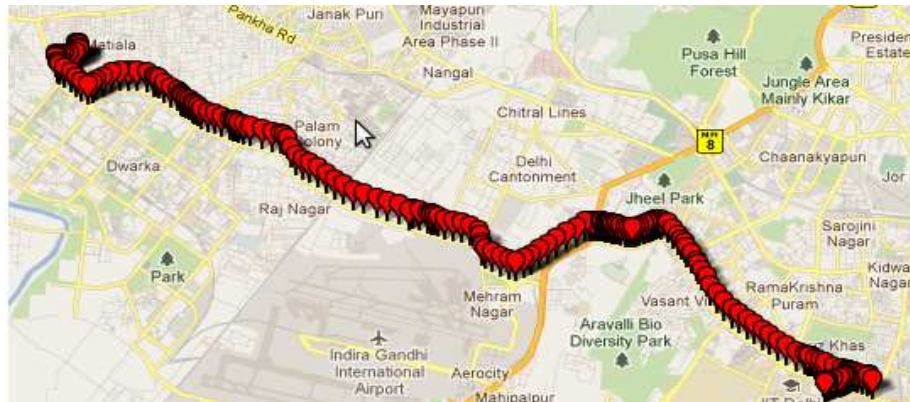 Janak Puri
Mayapuri
Industrial
Area Phase II
Pankha Rd
Matiala
Nangal
Pusa Hill
Forest
President
Estate
Jungle Area
Mainly Kikar
Chitral Lines
Palam
Colony
NH
8
Chaanakyapuri
Dwarka
Delhi
Cantonment
Jheel Park
Jor
Raj Nagar
Sarojini
Nagar
Park
Kidwa
Nagar
Mehram
Nagar
Vasant Vi
RamaKrishna
Puram
Aravalli Bio
Diversity Park
Indira Gandhi
International
Airport
Aerocity
Mahipalpur
uz Khas
IIT Delhi